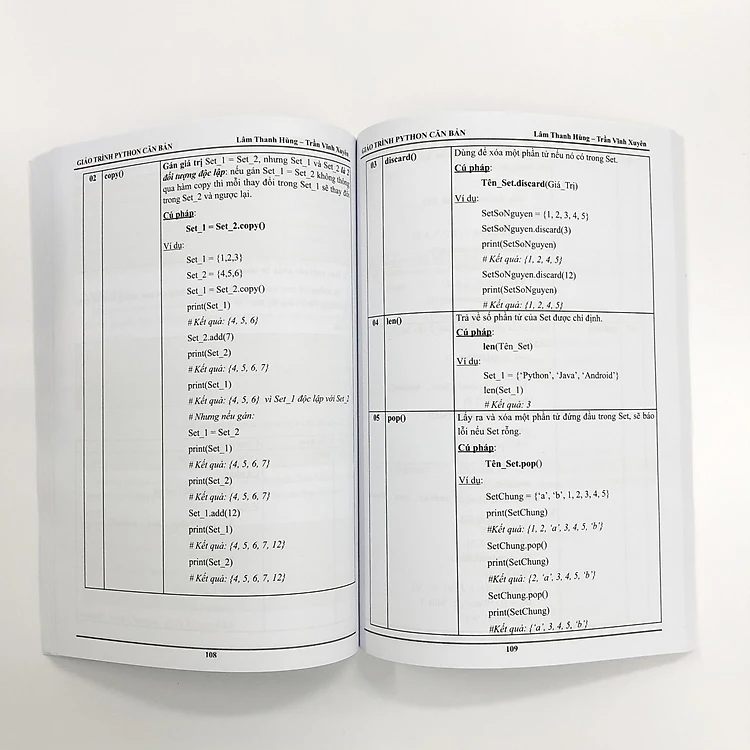 GIÁO TRÌNH PYTHON CĂN BẢN Lâm Thanh Hùng – Trần Vĩnh Xuyên
02 copy() Gán giá trị Set_1 = Set_2, nhưng Set_1 và Set_2 là 2
đối tượng độc lập: nếu gán Set_1 = Set_2 không thông
qua hàm copy thì mỗi thay đổi trong Set_1 sẽ thay đổi
trong Set_2 và ngược lại.
Cú pháp:
Set_1 = Set_2.copy()
Ví dụ:
Set_1 = {1,2,3}
Set_2 = {4,5,6}
Set_1 = Set_2.copy()
print(Set_1)
# Kết quả: {4, 5, 6}
Set_2.add(7)
print(Set_2)
# Kết quả: {4, 5, 6, 7}
print(Set_1)
# Kết quả: {4, 5, 6} vì Set_1 độc lập với Set_2
# Nhưng nếu gán:
Set_1 = Set_2
print(Set_1)
# Kết quả: {4, 5, 6, 7}
print(Set_2)
# Kết quả: {4, 5, 6, 7}
Set_1.add(12)
print(Set_1)
# Kết quả: {4, 5, 6, 7, 12}
print(Set_2)
# Kết quả: {4, 5, 6, 7, 12}
108
GIÁO TRÌNH PYTHON CĂN BẢN Lâm Thanh Hùng – Trần Vĩnh Xuyên
03 discard() Dùng để xóa một phần tử nếu nó có trong Set.
Cú pháp:
Tên_Set.discard(Giá_Trị)
Ví dụ:
SetSoNguyen = {1, 2, 3, 4, 5}
SetSoNguyen.discard(3)
print(SetSoNguyen)
# Kết quả: {1, 2, 4, 5}
SetSoNguyen.discard(12)
print(SetSoNguyen)
# Kết quả: {1, 2, 4, 5}
04 len() Trả về số phần tử của Set được chỉ định.
Cú pháp:
len(Tên_Set)
Ví dụ:
Set_1 = {‘Python’, ‘Java’, ‘Android’}
len(Set_1)
# Kết quả: 3
05 pop() Lấy ra và xóa một phần tử đứng đầu trong Set, sẽ báo
lỗi nếu Set rỗng.
Cú pháp:
Tên_Set.pop()
Ví dụ:
SetChung = {‘a’, ‘b’, 1, 2, 3, 4, 5}
print(SetChung)
#Kết quả: {1, 2, ‘a’, 3, 4, 5, ‘b’}
SetChung.pop()
print(SetChung)
#Kết quả: {2, ‘a’, 3, 4, 5, ‘b’}
SetChung.pop()
print(SetChung)
#Kết quả: {‘a’, 3, 4, 5, ‘b’}
109